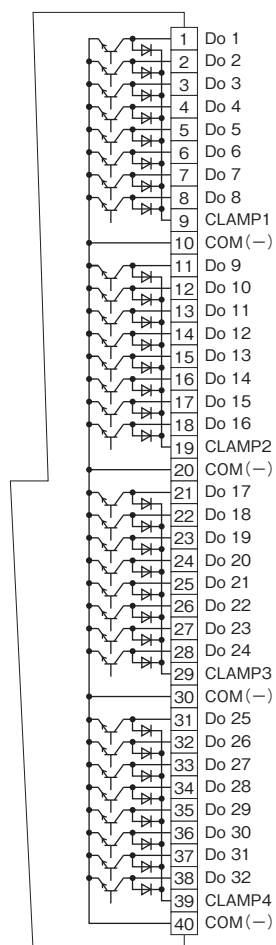 1 Do 1
2 Do 2
3 Do 3
4 Do 4
5 Do 5
6 Do 6
7 Do 7
8 Do 8
9 CLAMP1
10 COM(−)
11 Do 9
12 Do 10
13 Do 11
14 Do 12
15 Do 13
16 Do 14
17 Do 15
18 Do 16
19 CLAMP2
20 COM(−)
21 Do 17
22 Do 18
23 Do 19
24 Do 20
25 Do 21
26 Do 22
27 Do 23
28 Do 24
29 CLAMP3
30 COM(−)
31 Do 25
32 Do 26
33 Do 27
34 Do 28
35 Do 29
36 Do 30
37 Do 31
38 Do 32
39 CLAMP4
40 COM(−)